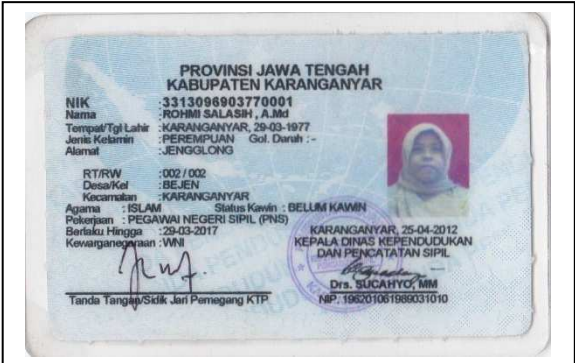 PROVINSI JAWA TENGAH
KABUPATEN KARANGANYAR
NIK :3313096903770001
Nama :ROHMI SALASIH , A.Md
Tempat/Tgl Lahir :KARANGANYAR, 29-03-1977
Jenis Kelamin :PEREMPUAN Gol. Darah :-
Alamat :JENGGLONG
RT/RW :002 / 002
Desa/Kel :BEJEN
Kecamatan :KARANGANYAR
Agama : ISLAM Status Kawin : BELUM KAWIN
Pekerjaan : PEGAWAI NEGERI SIPIL (PNS)
Berlaku Hingga :29-03-2017
Kewarganegaraan :WNI
KARANGANYAR, 25-04-2012
KEPALA DINAS KEPENDUDUKAN
DAN PENCATATAN SIPIL
Drs. SUCAHYO, MM
NIP. 196201061989031010
Tanda Tangan/Sidik Jari Pemegang KTP